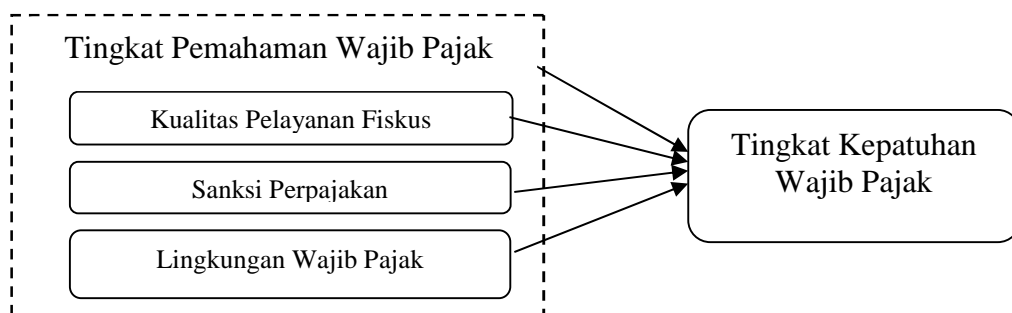 Tingkat Pemahaman Wajib Pajak
Kualitas Pelayanan Fiskus
Sanksi Perpajakan
Lingkungan Wajib Pajak
Tingkat Kepatuhan
Wajib Pajak